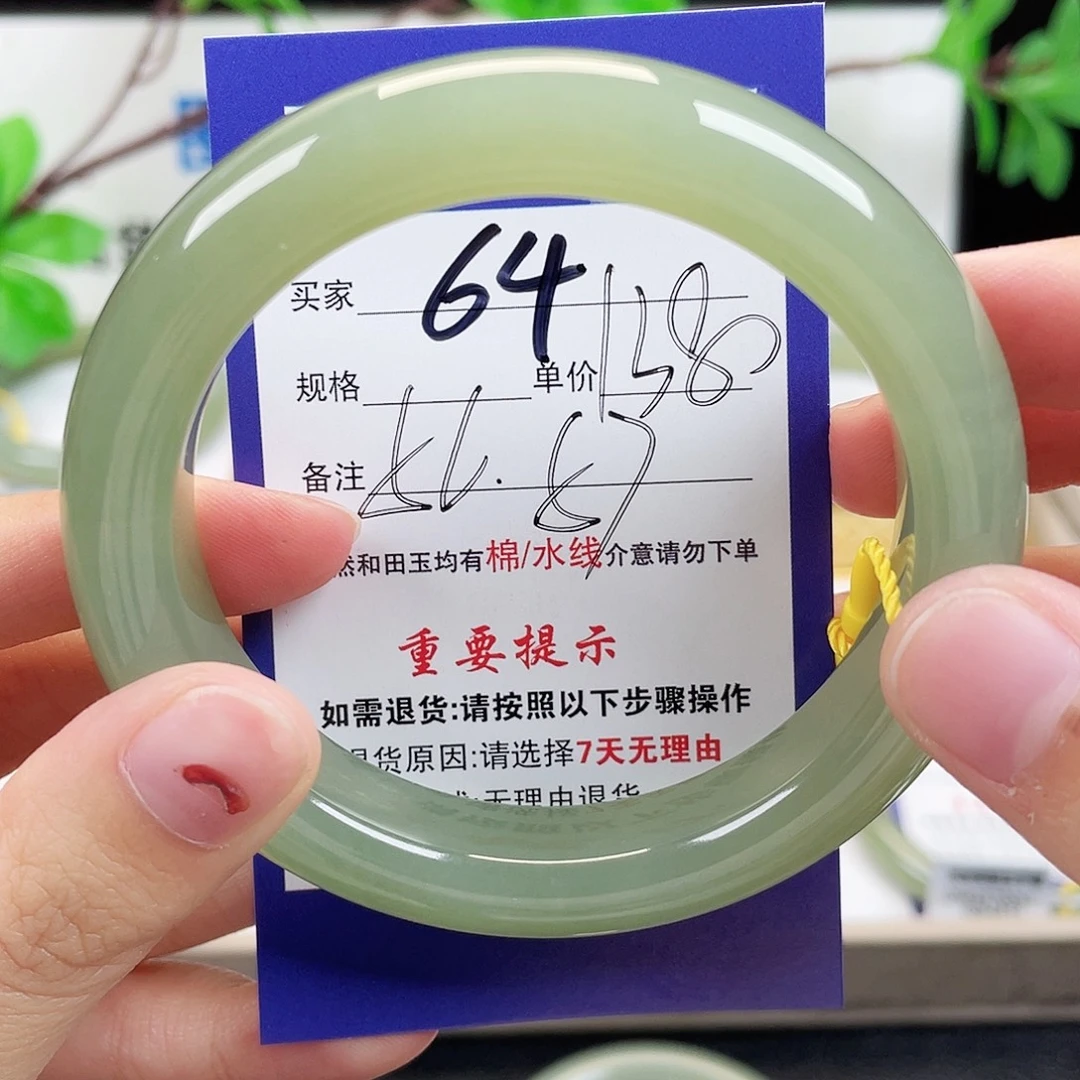 买家 64
规格 单价 138
备注
然和田玉均有棉/水线介意请勿下单
重要提示
如需退货:请按照以下步骤操作
退货原因:请选择7天无理由
无理由退货